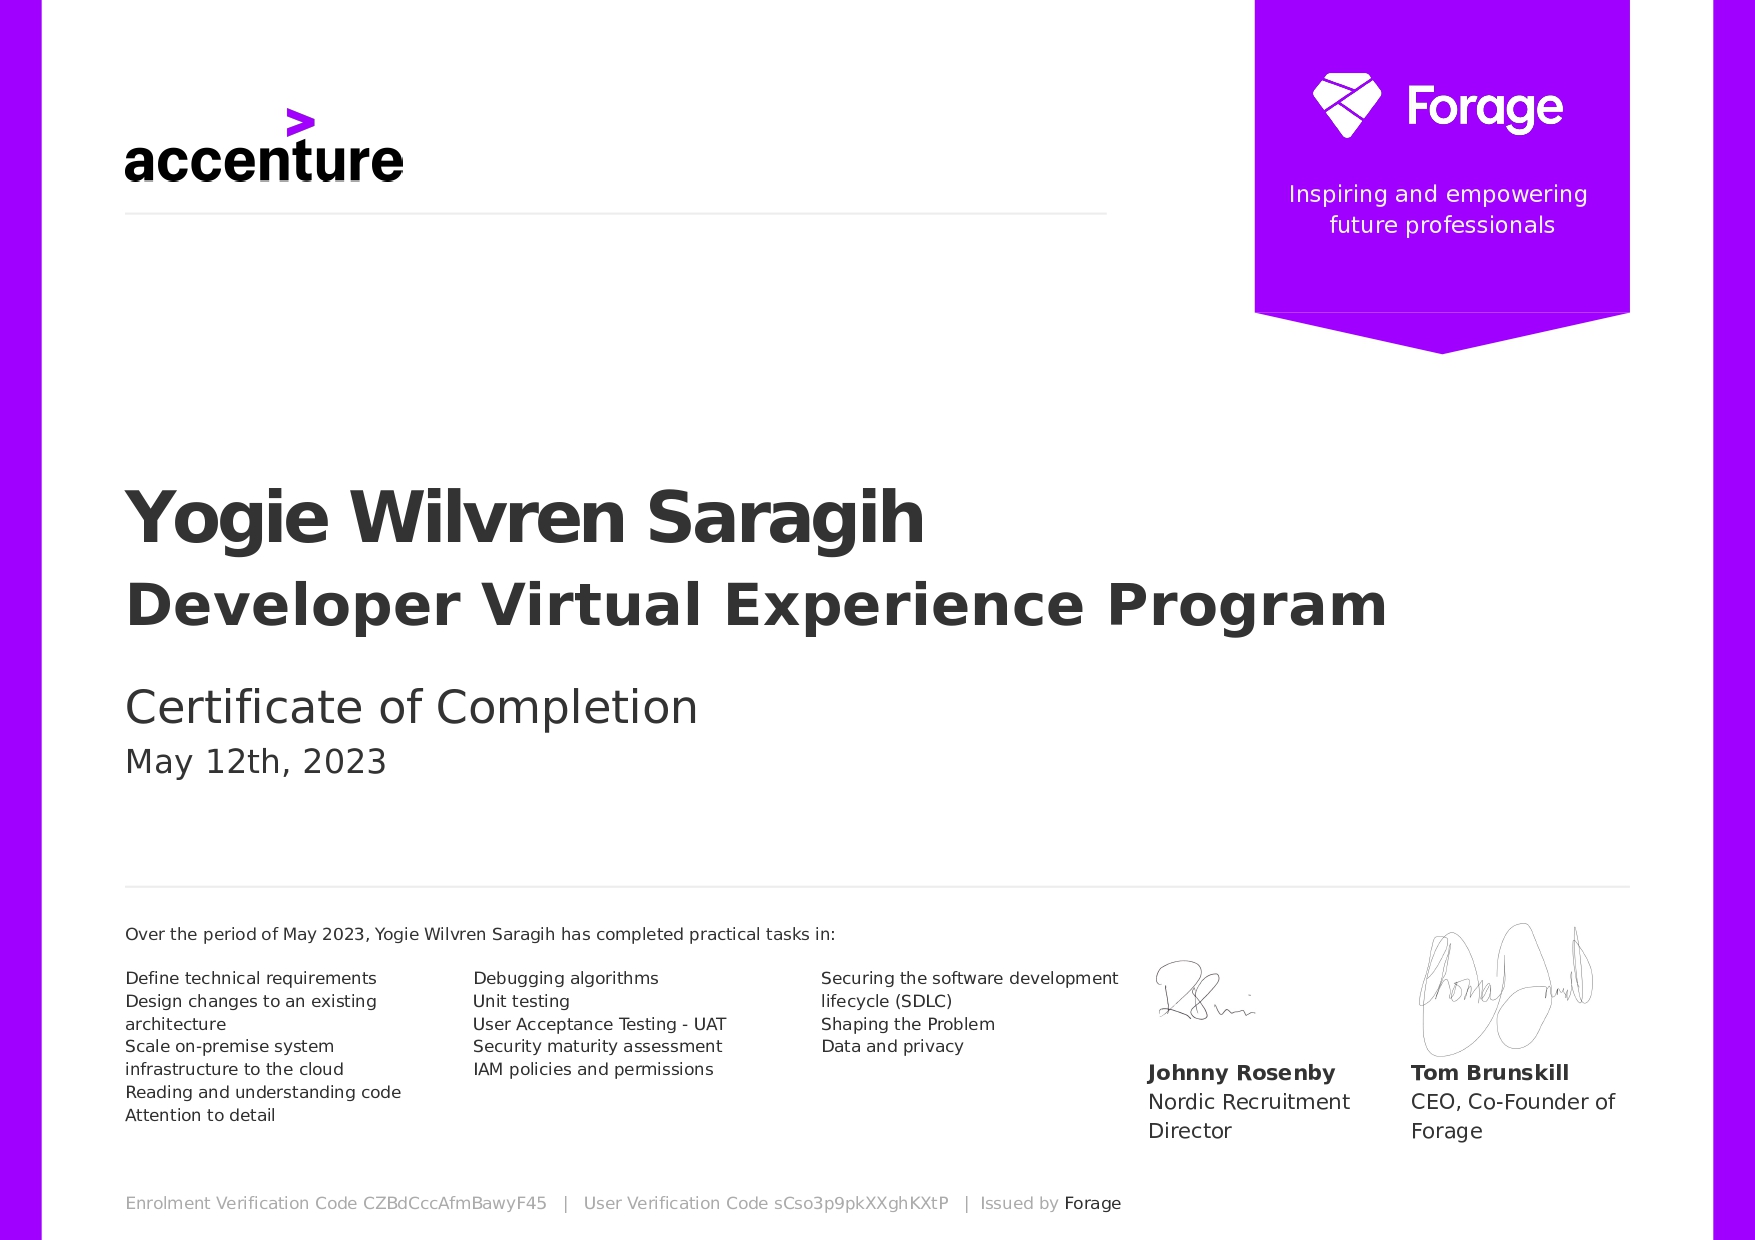 >
accenture
Forage
Inspiring and empowering
future professionals
Yogie Wilvren Saragih
Developer Virtual Experience Program
Certificate of Completion
May 12th, 2023
Over the period of May 2023, Yogie Wilvren Saragih has completed practical tasks in:
Define technical requirements
Design changes to an existing
architecture
Scale on-premise system
infrastructure to the cloud
Reading and understanding code
Attention to detail
Debugging algorithms
Unit testing
User Acceptance Testing - UAT
Security maturity assessment
IAM policies and permissions
Securing the software development
lifecycle (SDLC)
Shaping the Problem
Data and privacy
Johnny Rosenby
Nordic Recruitment
Director
Tom Brunskill
CEO, Co-Founder of
Forage
Enrolment Verification Code CZBdCccAfmBawyF45 | User Verification Code sCso3p9pkXXghKXtP | Issued by Forage